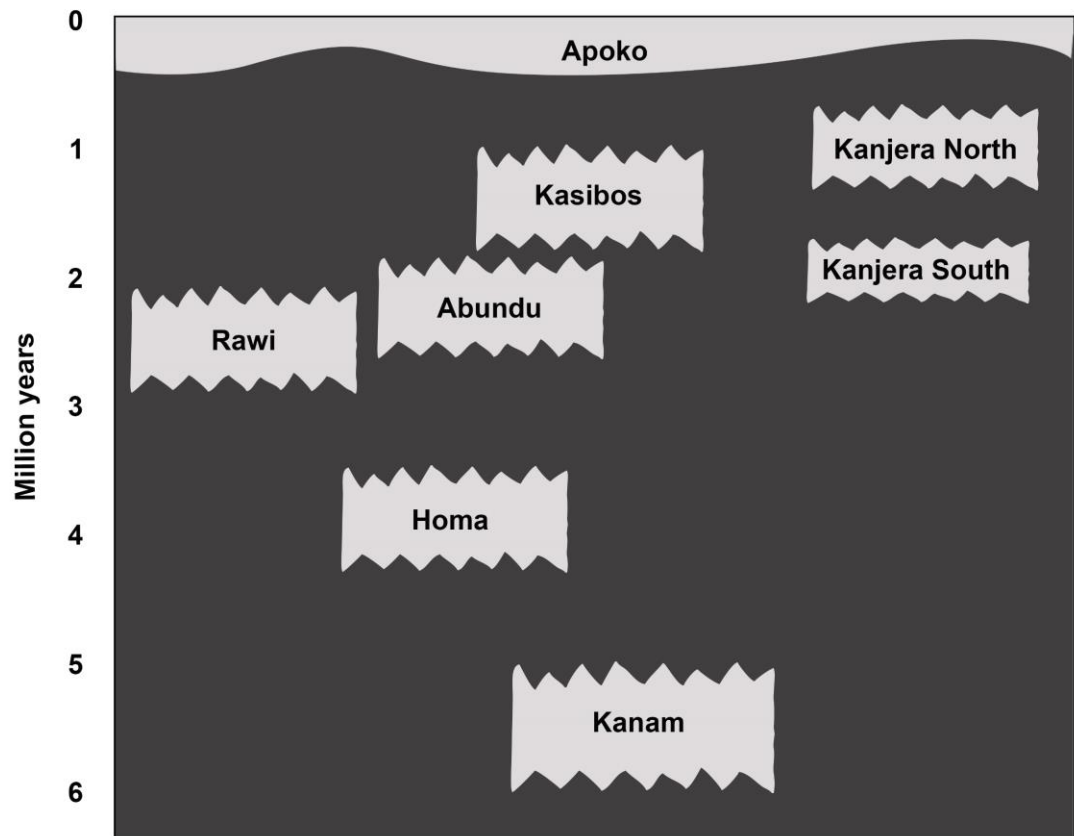 0
Apoko
1
Kanjera North
Kasibos
Kanjera South
2
Abundu
Rawi
3
Million years
Homa
4
5
Kanam
6